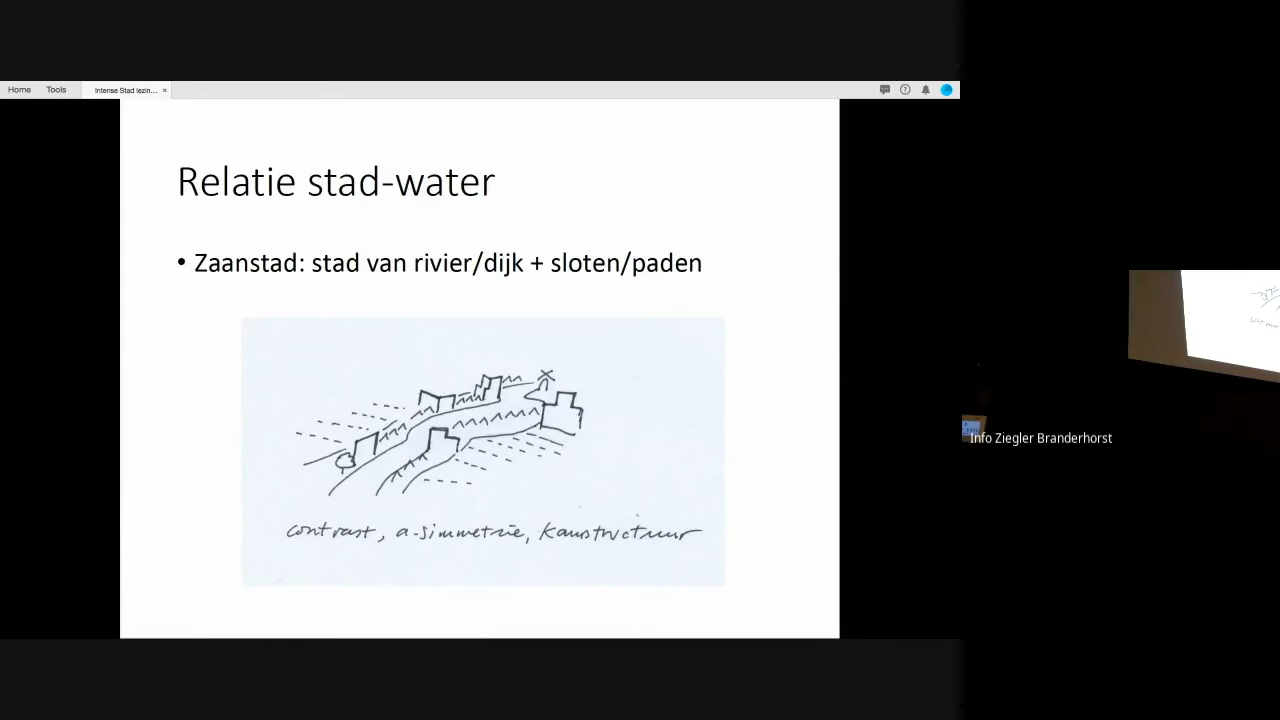 Home Tools Intense Stad lezin... ×
Relatie stad-water
• Zaanstad: stad van rivier/dijk + sloten/paden
contrast, a-simmetrie, Kamstructuur
Info Ziegler Branderhorst